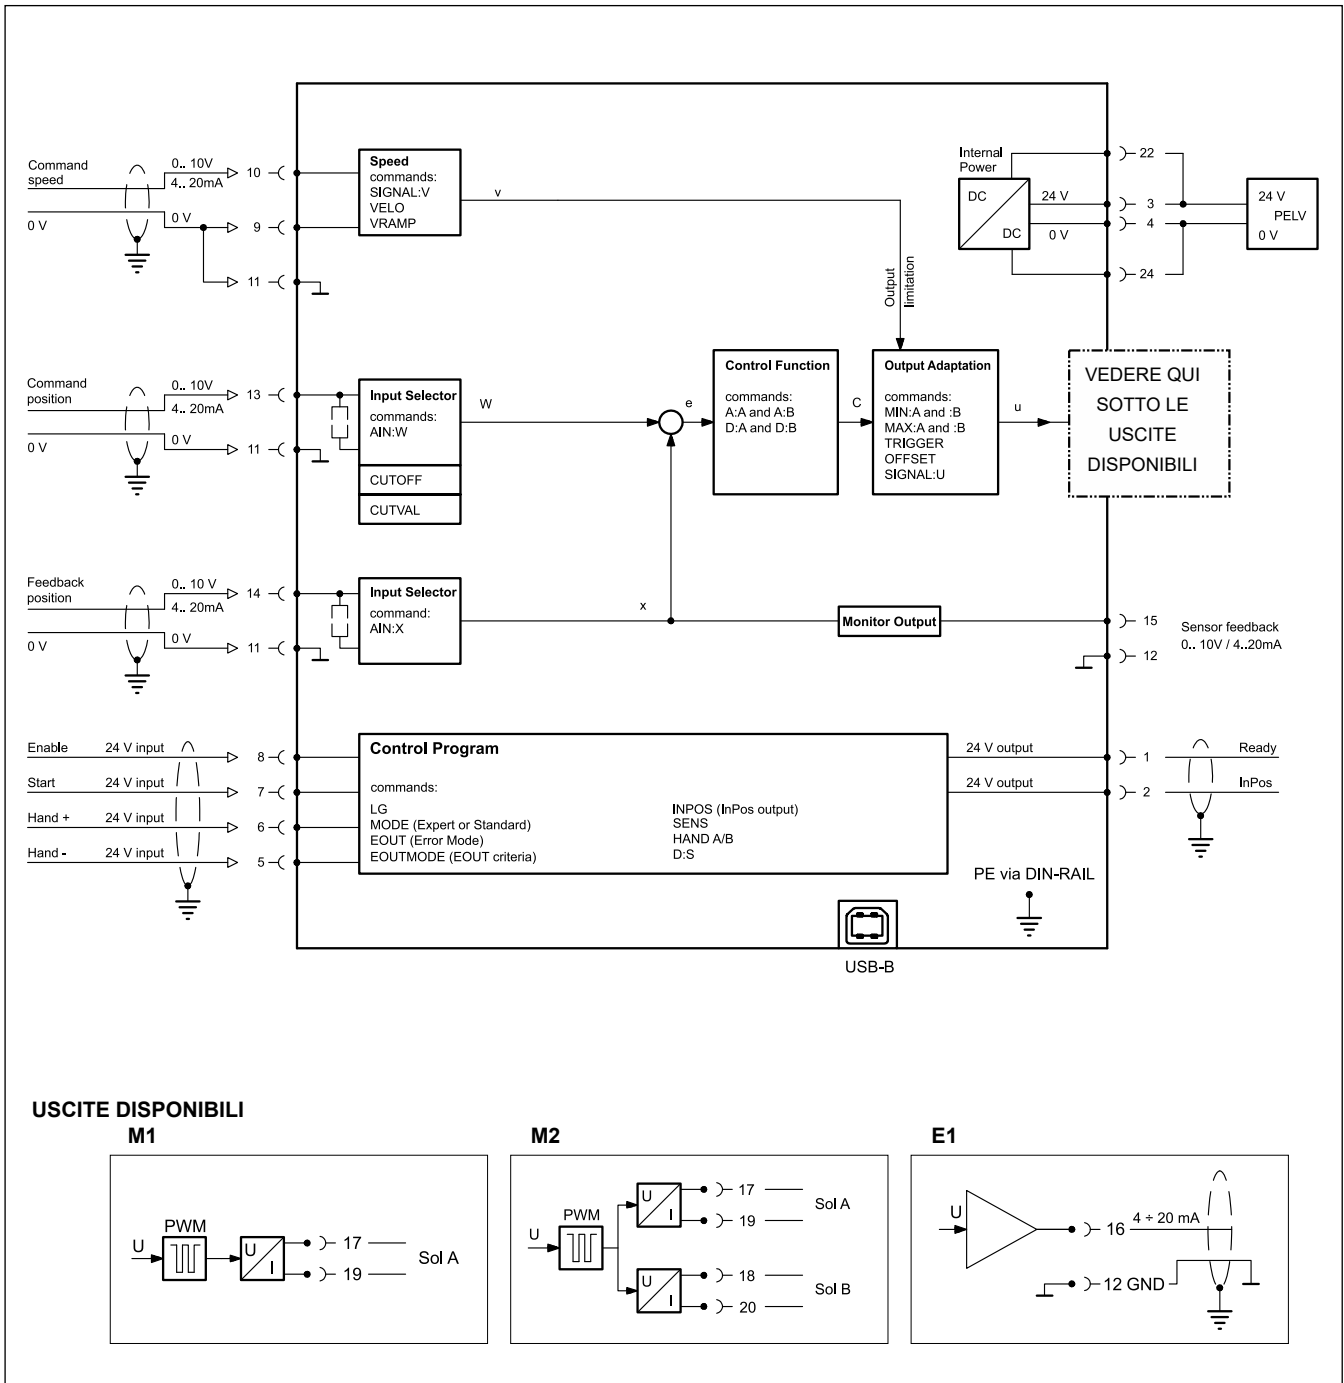 Command
speed
0.. 10V
4.. 20mA
10
0 V
0 V
9
11
Speed
commands:
SIGNAL:V
VELO
VRAMP
v
Output
limitation
Internal
Power
DC
DC
24 V
0 V
22
3
4
24
24 V
PELV
0 V
Command
position
0.. 10V
4.. 20mA
13
0 V
0 V
11
Input Selector
commands:
AIN:W
CUTOFF
CUTVAL
W
e
Control Function
commands:
A:A and A:B
D:A and D:B
C
Output Adaptation
commands:
MIN:A and :B
MAX:A and :B
TRIGGER
OFFSET
SIGNAL:U
u
VEDERE QUI
SOTTO LE
USCITE
DISPONIBILI
Feedback
position
0.. 10 V
4.. 20mA
14
0 V
0 V
11
Input Selector
command:
AIN:X
x
Monitor Output
15
12
Sensor feedback
0.. 10V / 4..20mA
Enable 24 V input 8
Start 24 V input 7
Hand + 24 V input 6
Hand - 24 V input 5
Control Program
commands:
LG
MODE (Expert or Standard)
EOUT (Error Mode)
EOUTMODE (EOUT criteria)
INPOS (InPos output)
SENS
HAND A/B
D:S
24 V output 1 Ready
24 V output 2 InPos
PE via DIN-RAIL
USB-B
USCITE DISPONIBILI
M1
U
PWM
U
I
17
19
Sol A
M2
U
PWM
U
I
17
19
Sol A
U
I
18
20
Sol B
E1
U
16
4 ÷ 20 mA
12 GND